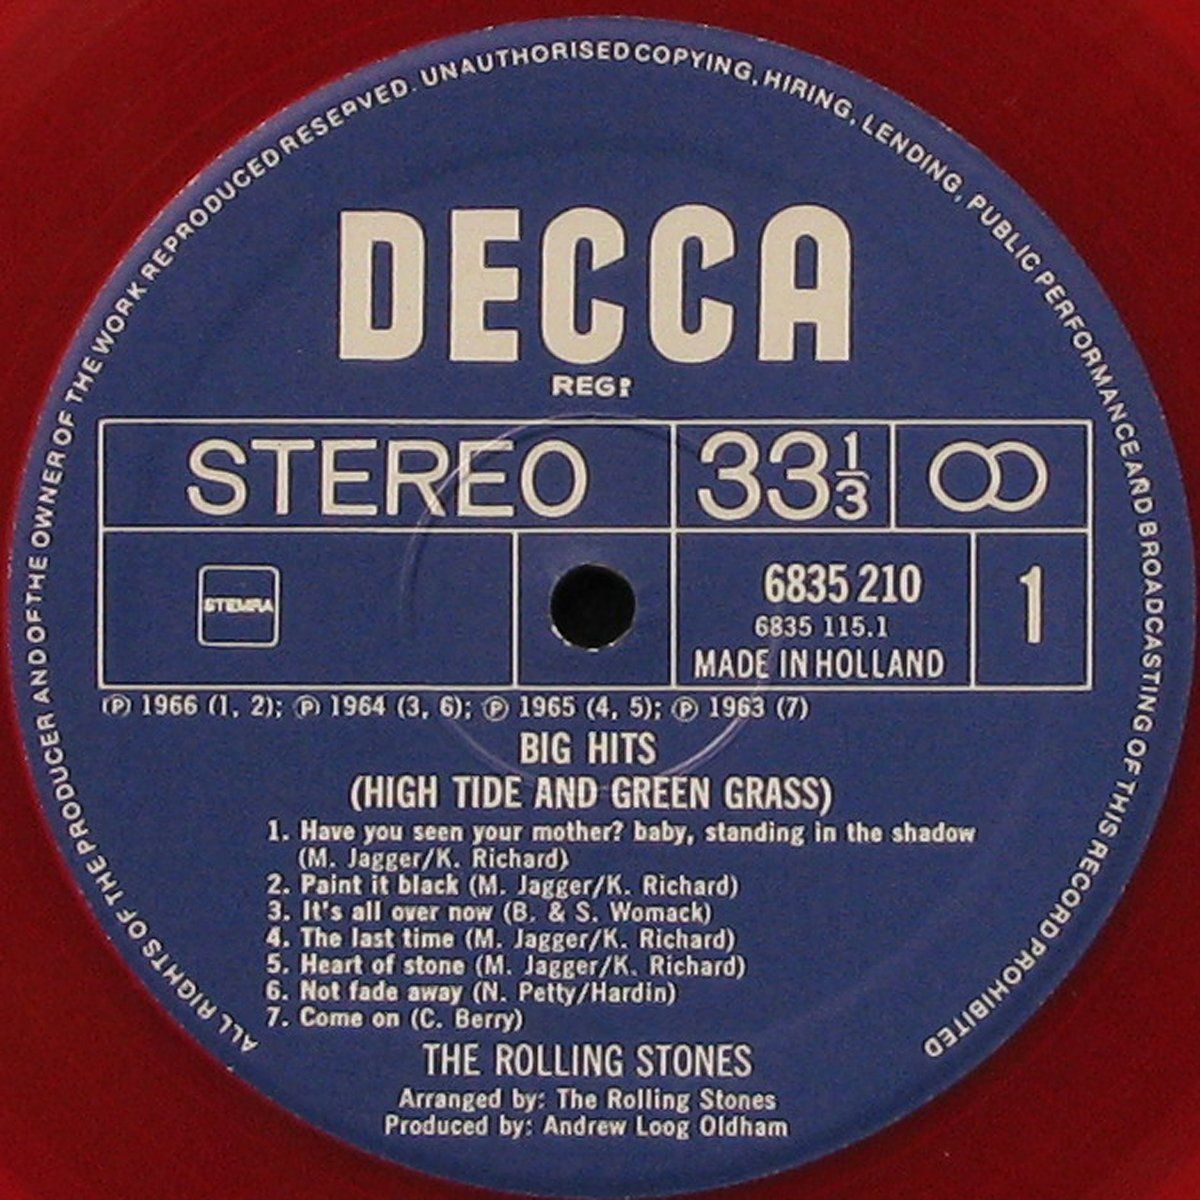 ALL RIGHTS OF THE PRODUCER AND OF THE OWNER OF THE WORK REPRODUCED RESERVED. UNAUTHORISED COPYING, HIRING, LENDING, PUBLIC PERFORMANCE AND BROADCASTING OF THIS RECORD PROHIBITED
DECCA
REGD
STEREO 33 1/3
STEMRA
6835 210
6835 115.1
MADE IN HOLLAND
1
℗ 1966 (1, 2); ℗ 1964 (3, 6); ℗ 1965 (4, 5); ℗ 1963 (7)
BIG HITS
(HIGH TIDE AND GREEN GRASS)
1. Have you seen your mother? baby, standing in the shadow
(M. Jagger/K. Richard)
2. Paint it black (M. Jagger/K. Richard)
3. It's all over now (B. & S. Womack)
4. The last time (M. Jagger/K. Richard)
5. Heart of stone (M. Jagger/K. Richard)
6. Not fade away (N. Petty/Hardin)
7. Come on (C. Berry)
THE ROLLING STONES
Arranged by: The Rolling Stones
Produced by: Andrew Loog Oldham